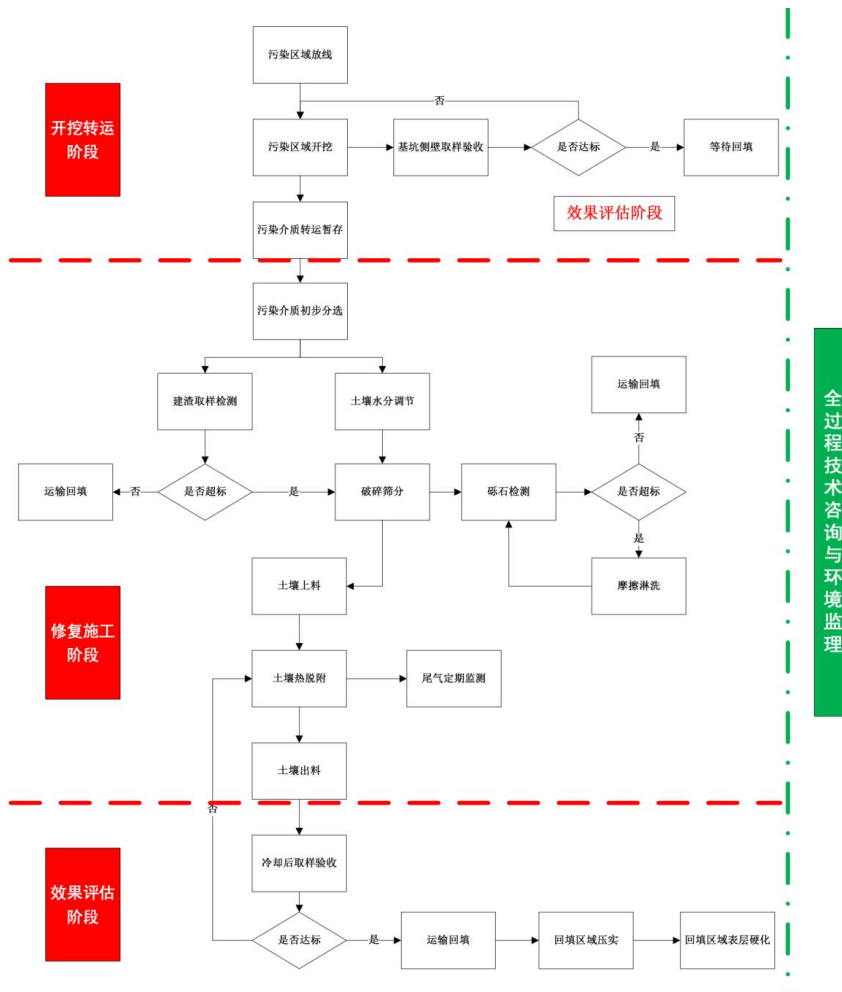 污染区域放线
否
开挖转运
阶段
污染区域开挖
基坑侧壁取样验收
是否达标
是
等待回填
效果评估阶段
污染介质转运暂存
污染介质初步分选
建渣取样检测
土壤水分调节
运输回填
否
运输回填
否
是否超标
是
破碎筛分
砾石检测
是否超标
是
摩擦淋洗
土壤上料
修复施工
阶段
土壤热脱附
尾气定期监测
土壤出料
否
冷却后取样验收
效果评估
阶段
是否达标
是
运输回填
回填区域压实
回填区域表层硬化
全过程技术咨询与环境监理